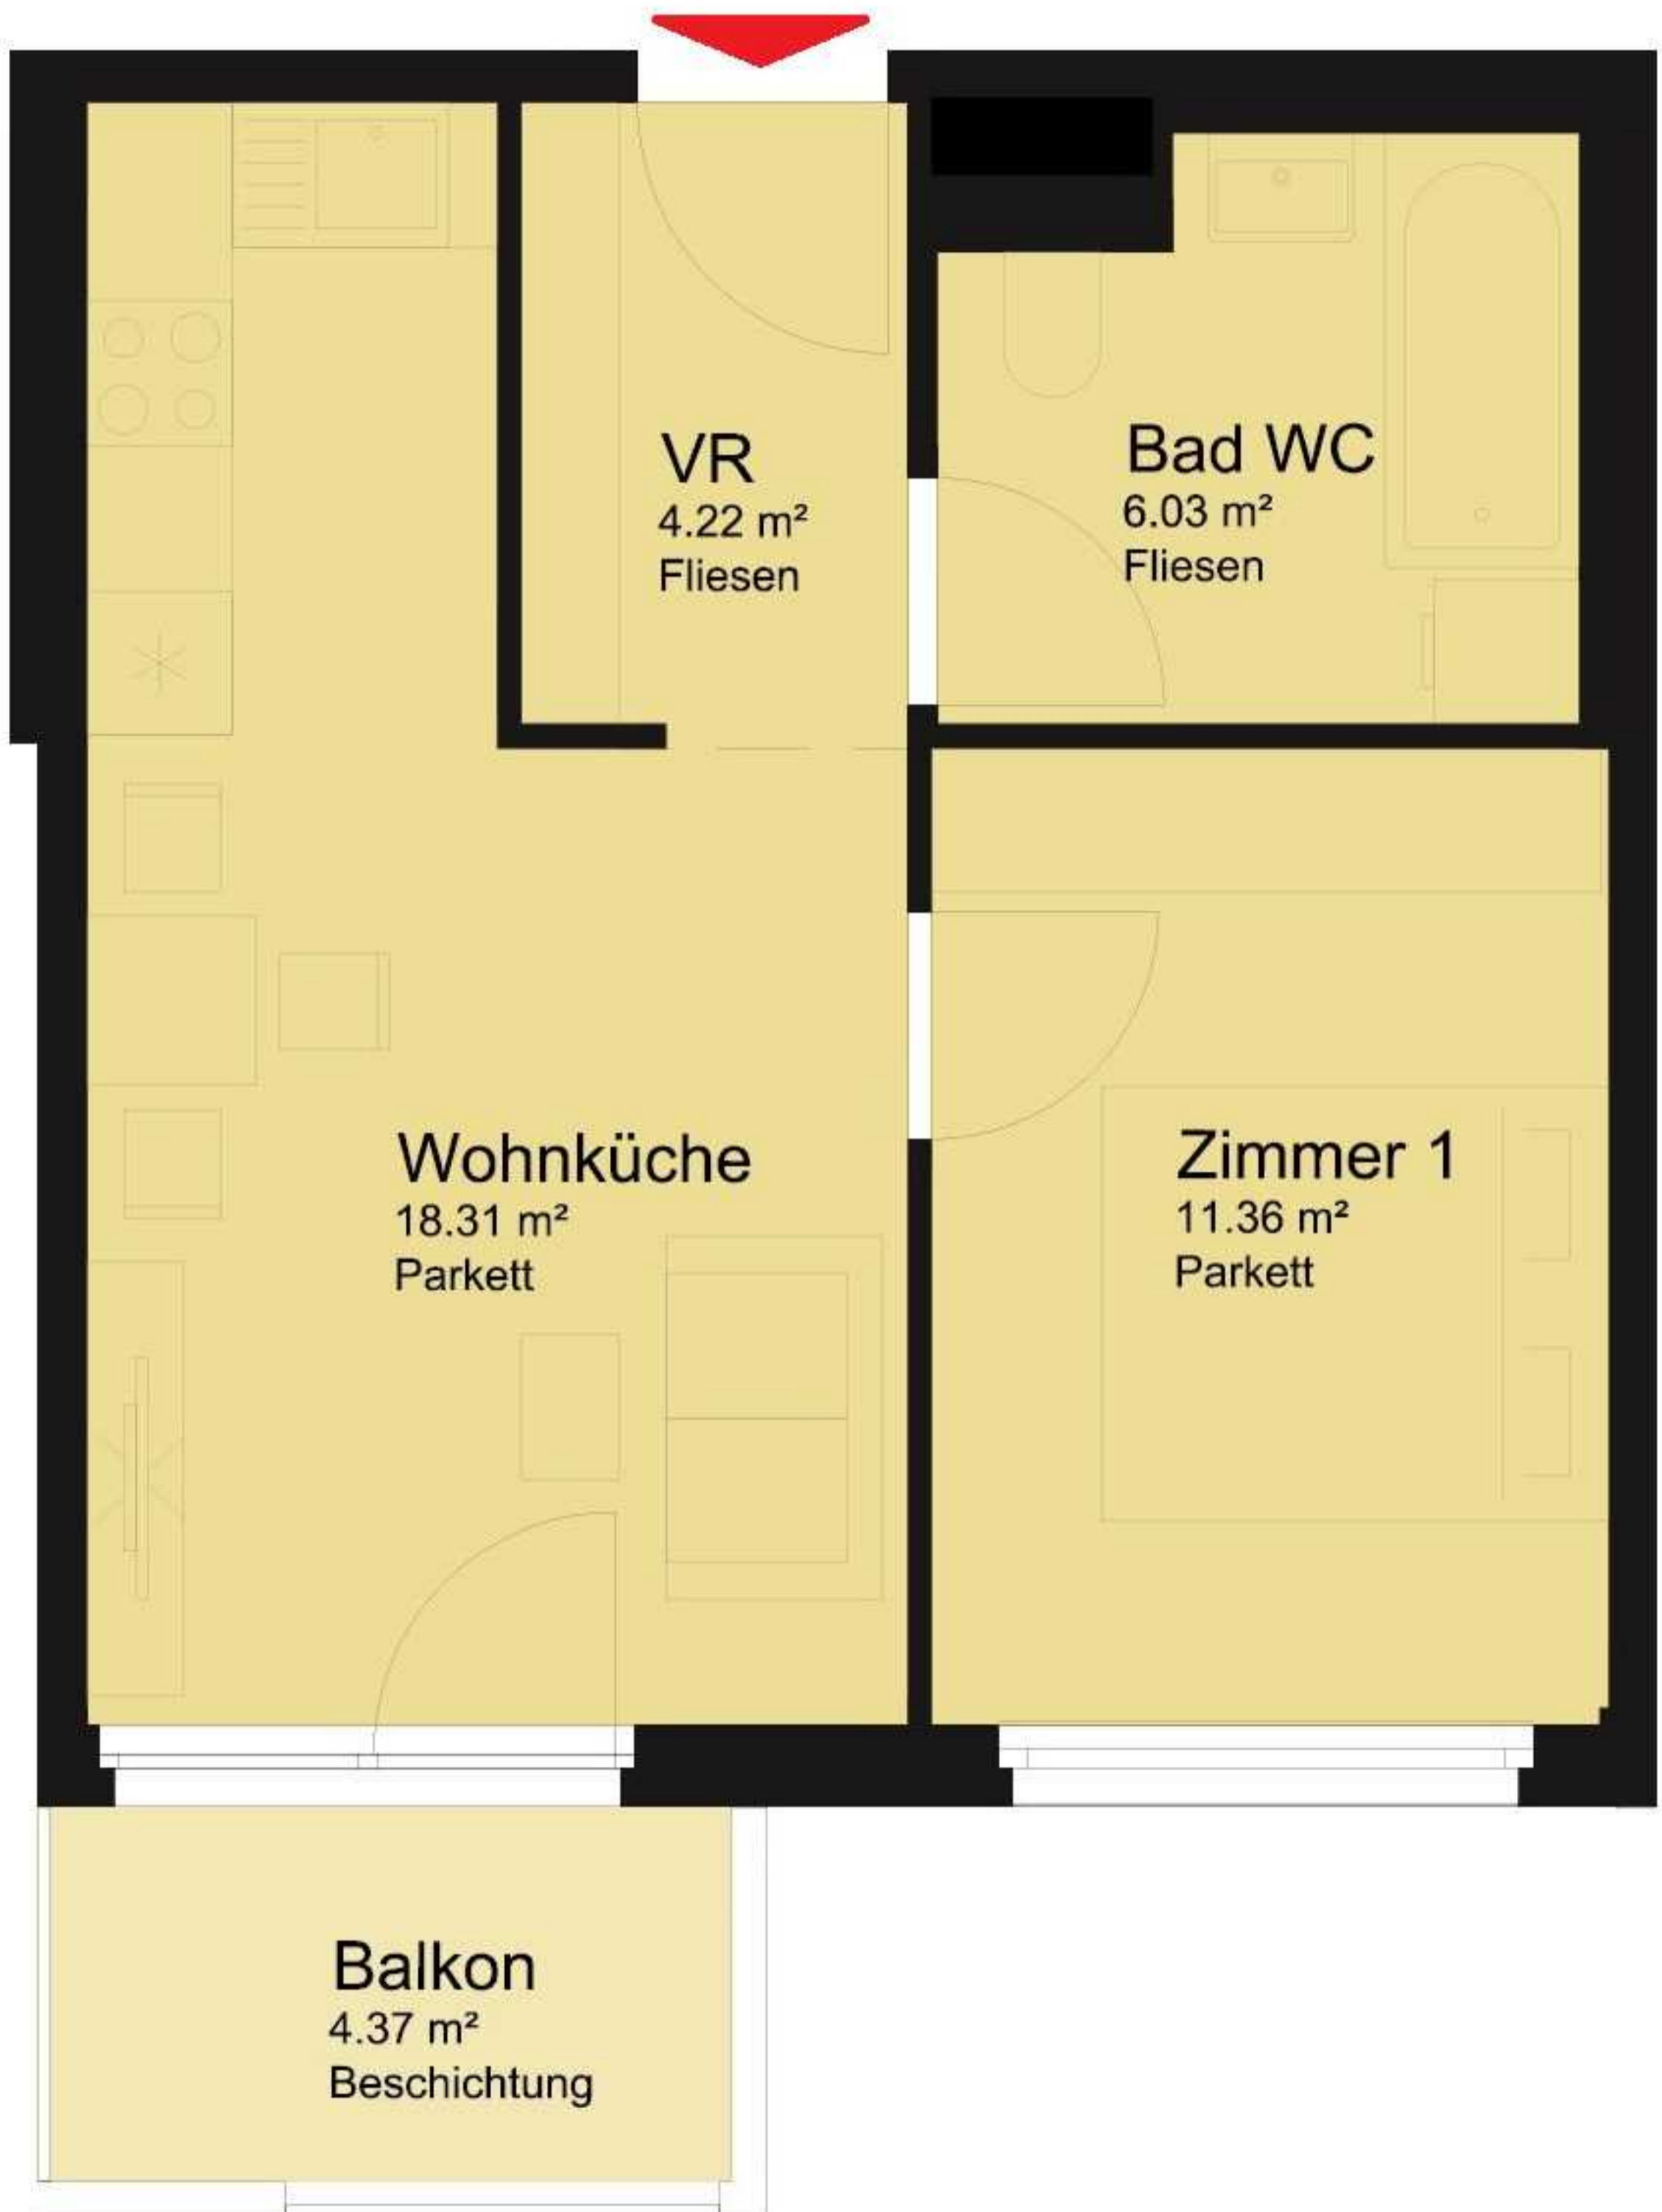 VR
4.22 m²
Fliesen
Bad WC
6.03 m²
Fliesen
Wohnküche
18.31 m²
Parkett
Zimmer 1
11.36 m²
Parkett
Balkon
4.37 m²
Beschichtung